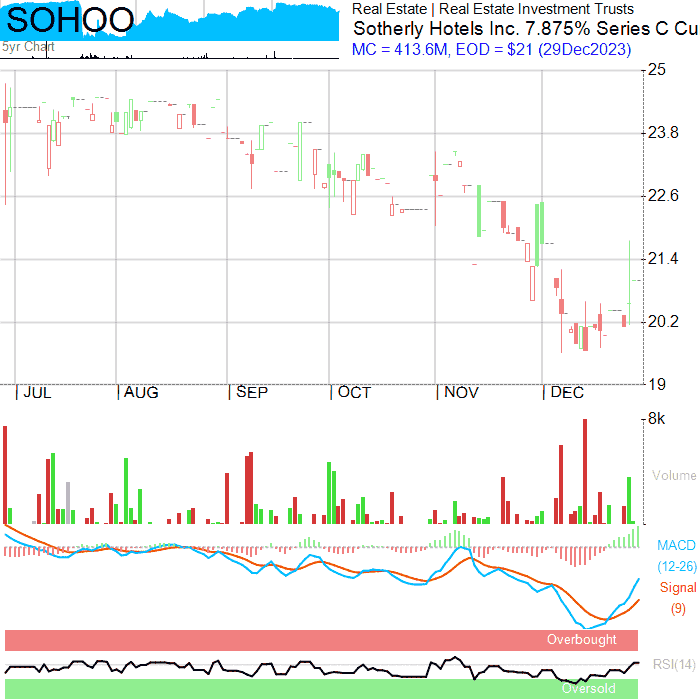 SOHOO
5yr Chart
Real Estate | Real Estate Investment Trusts
Sotherly Hotels Inc. 7.875% Series C Cu
MC = 413.6M, EOD = $21 (29Dec2023)
25
23.8
22.6
21.4
20.2
19
JUL
AUG
SEP
OCT
NOV
DEC
8k
Volume
MACD
(12-26)
Signal
(9)
Overbought
RSI(14)
Oversold